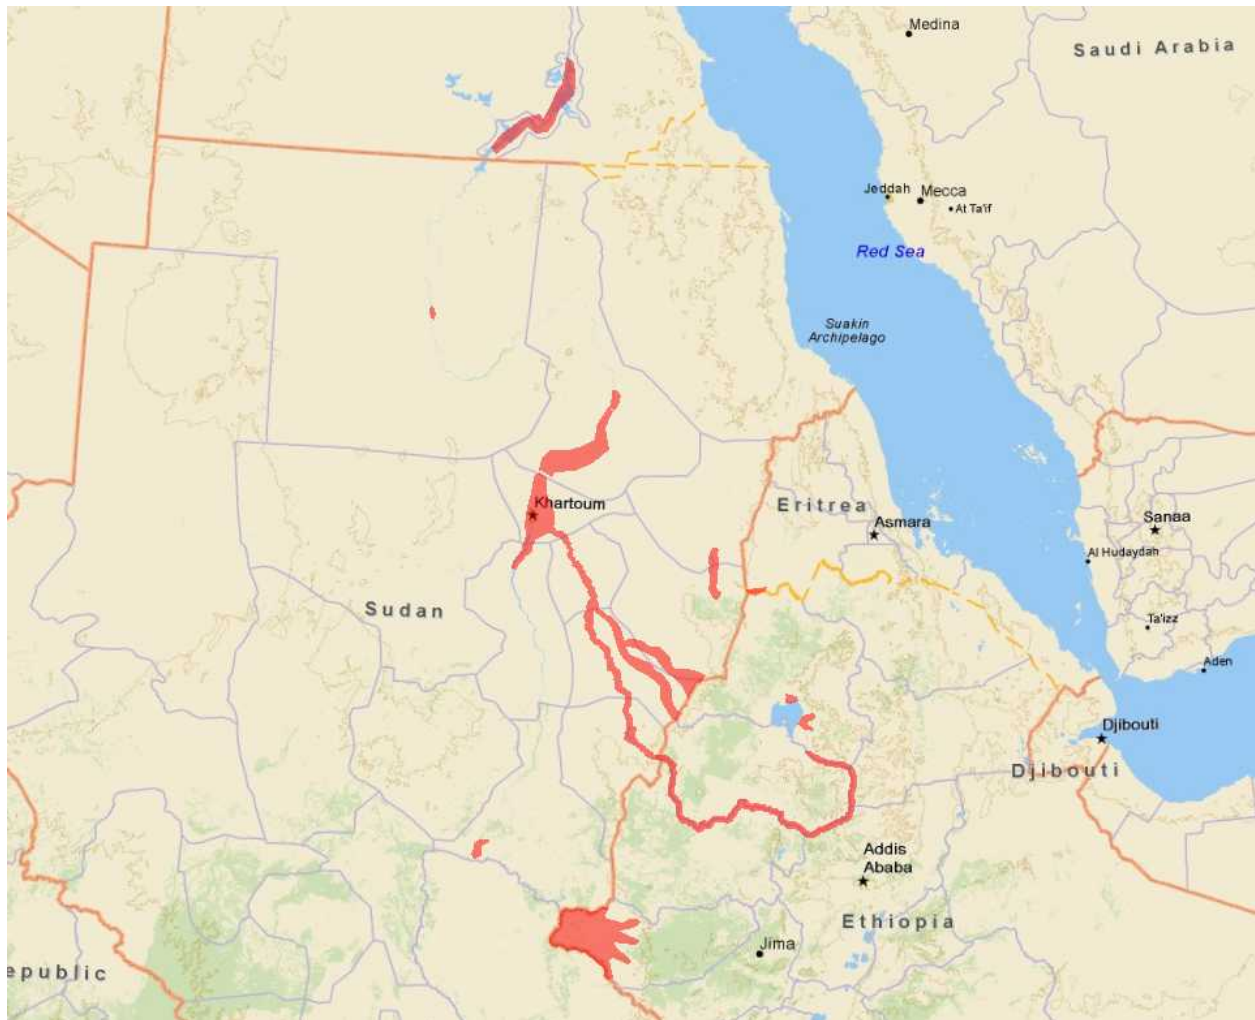 Medina
Saudi Arabia
Jeddah
Mecca
At Ta'if
Red Sea
Suakin
Archipelago
Khartoum
Eritrea
Asmara
Sanaa
Al Hudaydah
Sudan
Ta'izz
Aden
Djibouti
Djibouti
Addis
Ababa
Ethiopia
Jima
epublic